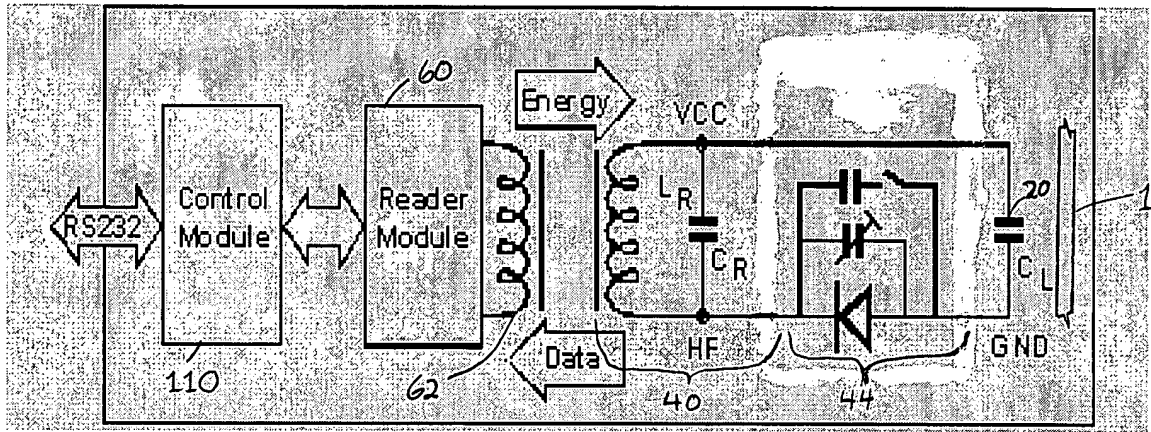 60
Energy
VCC
RS232
Control
Module
Reader
Module
L R
C R
20
1
C L
HF
GND
Data
110
62
40
44